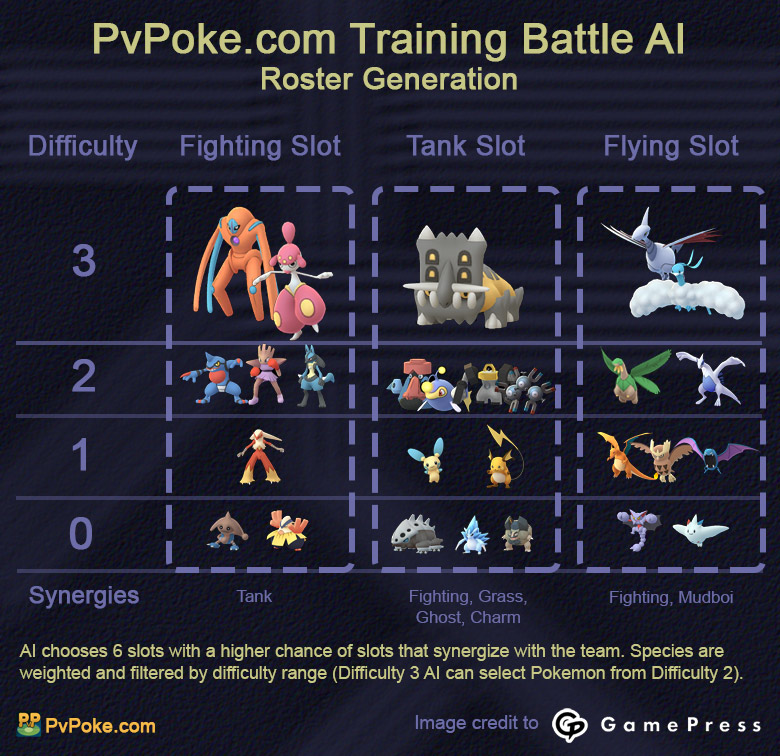 PvPoke.com Training Battle AI
Roster Generation
Difficulty Fighting Slot Tank Slot Flying Slot
3
2
1
0
Synergies Tank Fighting, Grass, Fighting, Mudboi
Ghost, Charm
AI chooses 6 slots with a higher chance of slots that synergize with the team. Species are
weighted and filtered by difficulty range (Difficulty 3 AI can select Pokemon from Difficulty 2).
PP PvPoke.com Image credit to GamePress